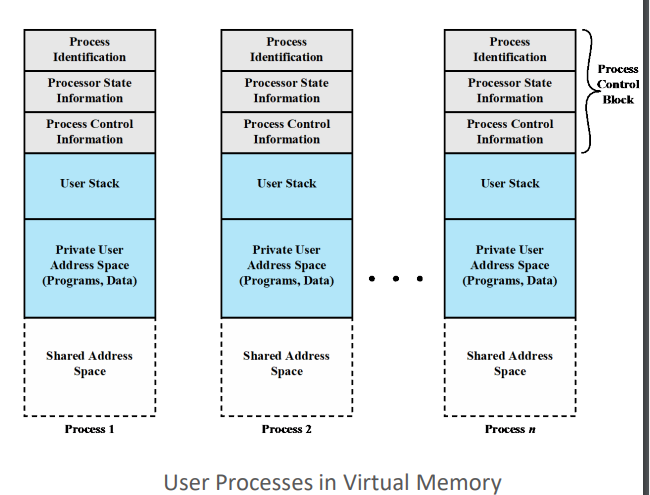 Process
Identification
Processor State
Information
Process Control
Information
User Stack
Private User
Address Space
(Programs, Data)
Shared Address
Space
Process 1
Process
Identification
Processor State
Information
Process Control
Information
User Stack
Private User
Address Space
(Programs, Data)
Shared Address
Space
Process 2
• • •
Process
Identification
Processor State
Information
Process Control
Information
User Stack
Private User
Address Space
(Programs, Data)
Shared Address
Space
Process n
Process
Control
Block
User Processes in Virtual Memory